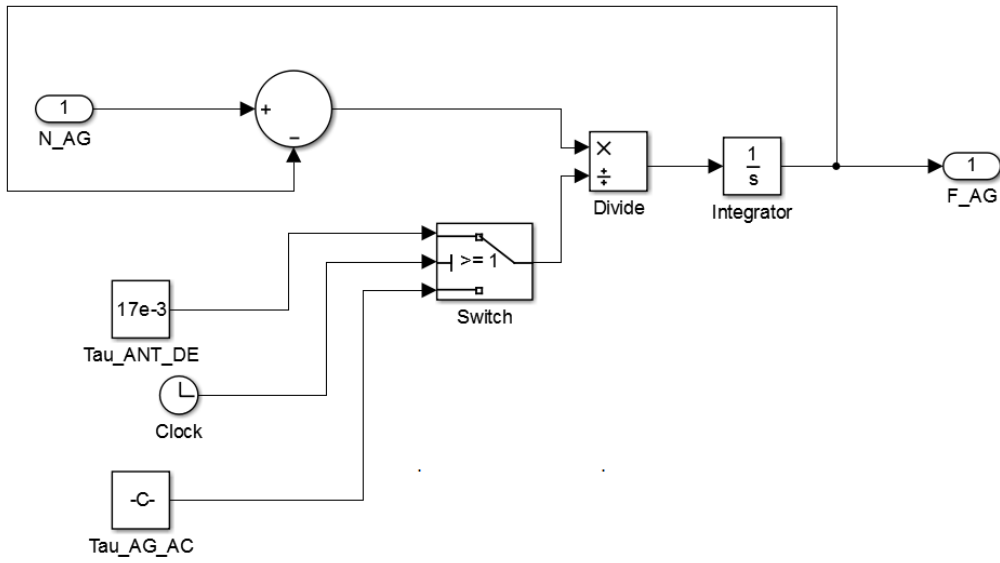 1
N_AG
+
−
×
÷
Divide
1
s
Integrator
1
F_AG
>= 1
Switch
17e-3
Tau_ANT_DE
Clock
-C-
Tau_AG_AC